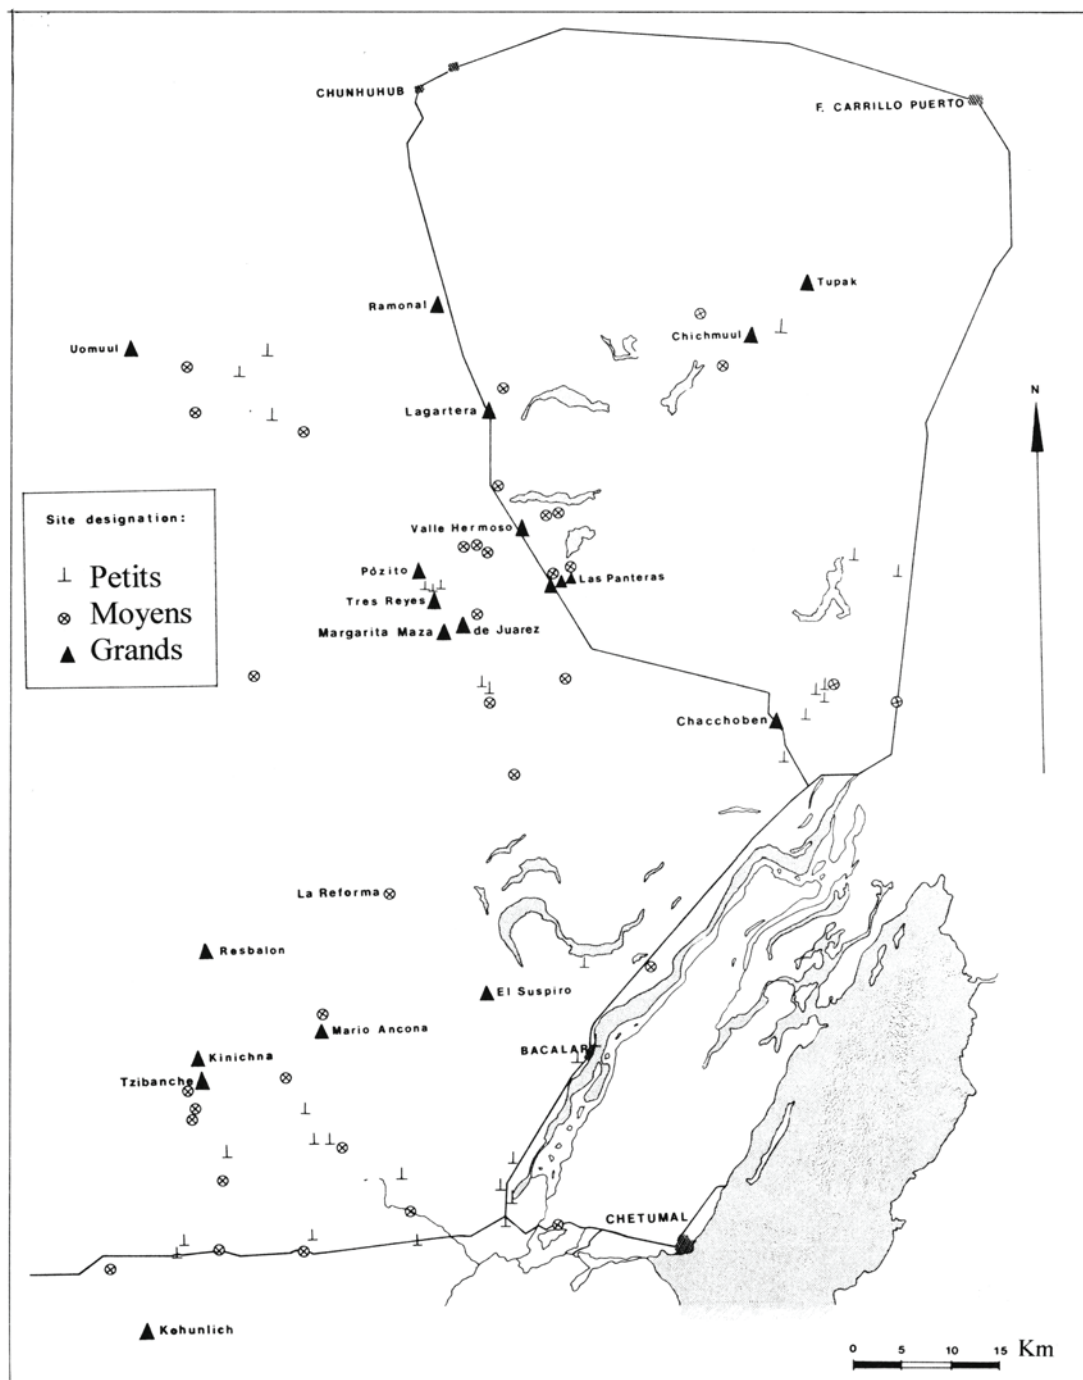 CHUNHUHUB
F. CARRILLO PUERTO
Tupak
Ramonal
Chichmuul
Uomuul
Lagartera
N
Site designation:
Petits
Moyens
Grands
Valle Hermoso
Pózito
Las Panteras
Tres Reyes
Margarita Maza
de Juarez
Chacchoben
La Reforma
Resbalon
El Suspiro
Mario Ancona
BACALAR
Kinichna
Tzibanche
CHETUMAL
Kohunlich
0 5 10 15 Km